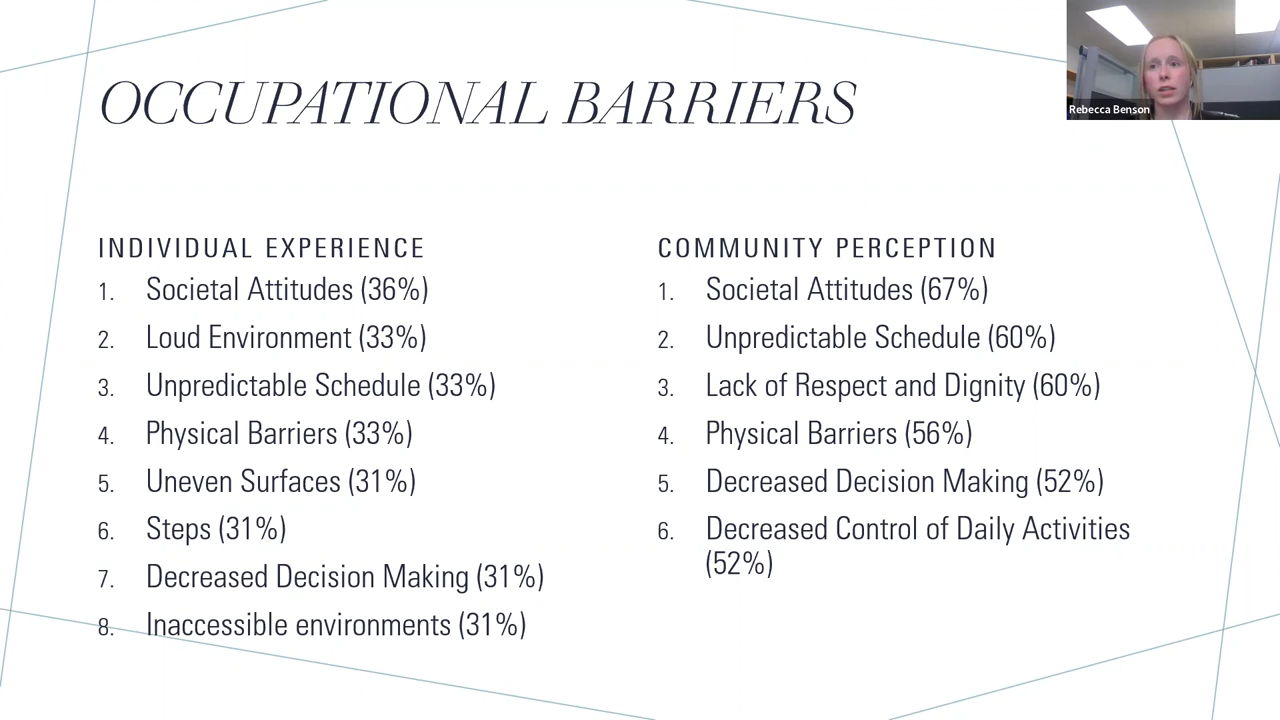 OCCUPATIONAL BARRIERS
Rebecca Benson
INDIVIDUAL EXPERIENCE
1. Societal Attitudes (36%)
2. Loud Environment (33%)
3. Unpredictable Schedule (33%)
4. Physical Barriers (33%)
5. Uneven Surfaces (31%)
6. Steps (31%)
7. Decreased Decision Making (31%)
8. Inaccessible environments (31%)
COMMUNITY PERCEPTION
1. Societal Attitudes (67%)
2. Unpredictable Schedule (60%)
3. Lack of Respect and Dignity (60%)
4. Physical Barriers (56%)
5. Decreased Decision Making (52%)
6. Decreased Control of Daily Activities
(52%)